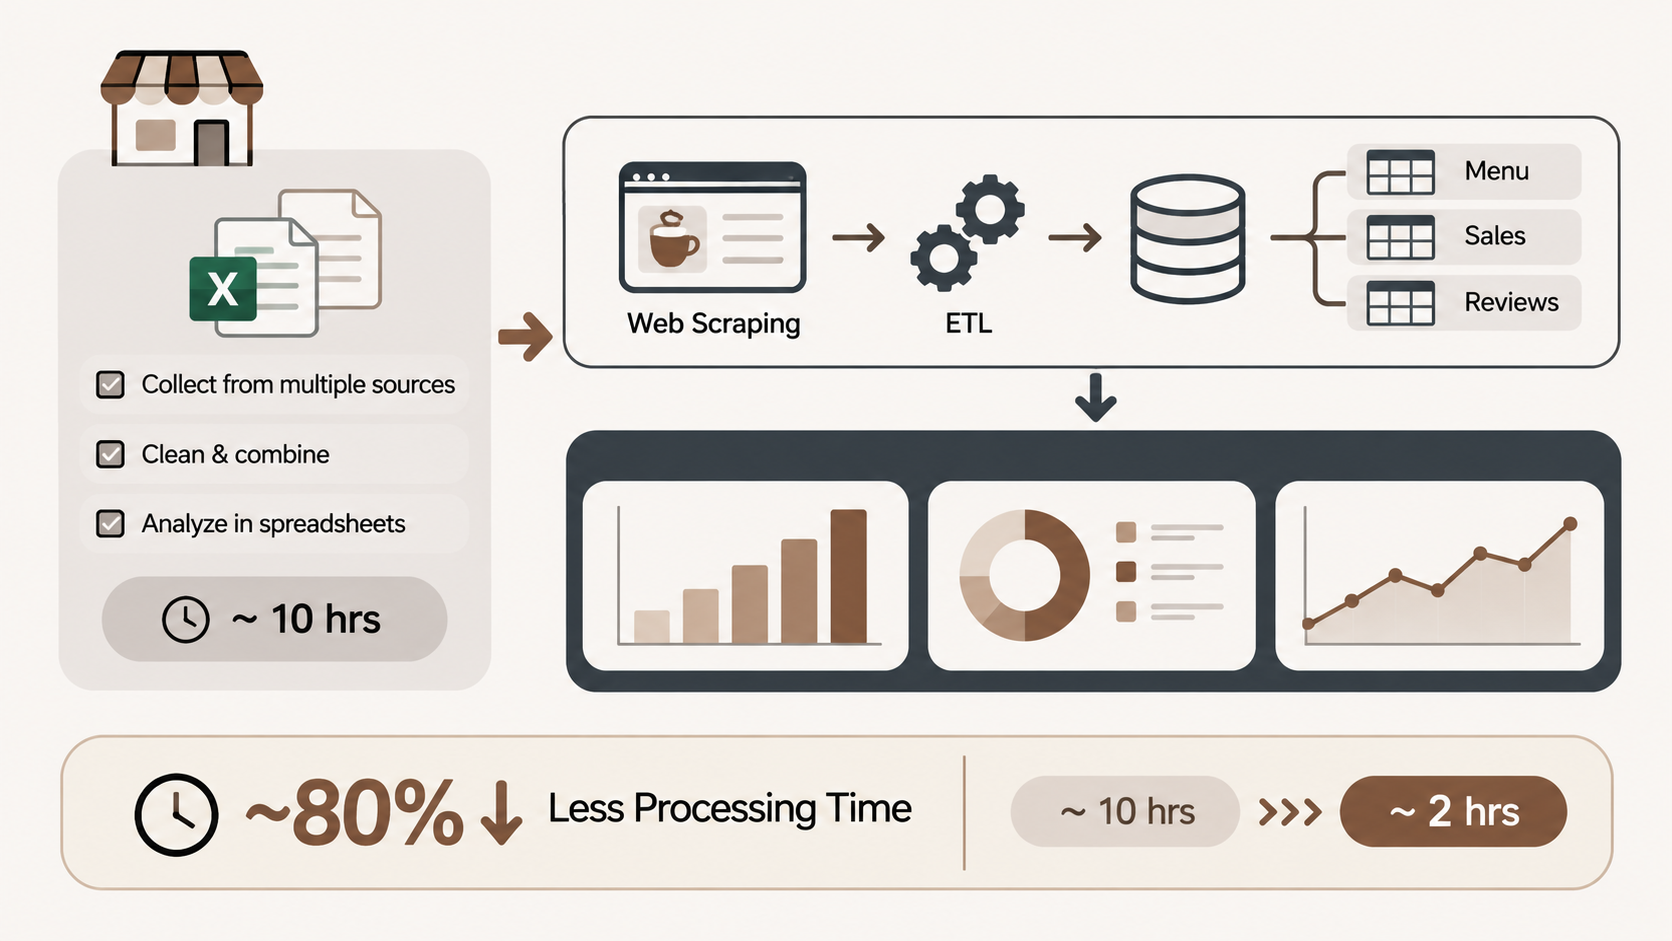 X
Collect from multiple sources
Clean & combine
Analyze in spreadsheets
~ 10 hrs
Web Scraping
ETL
Menu
Sales
Reviews
~80%↓ Less Processing Time
~ 10 hrs >>> ~ 2 hrs